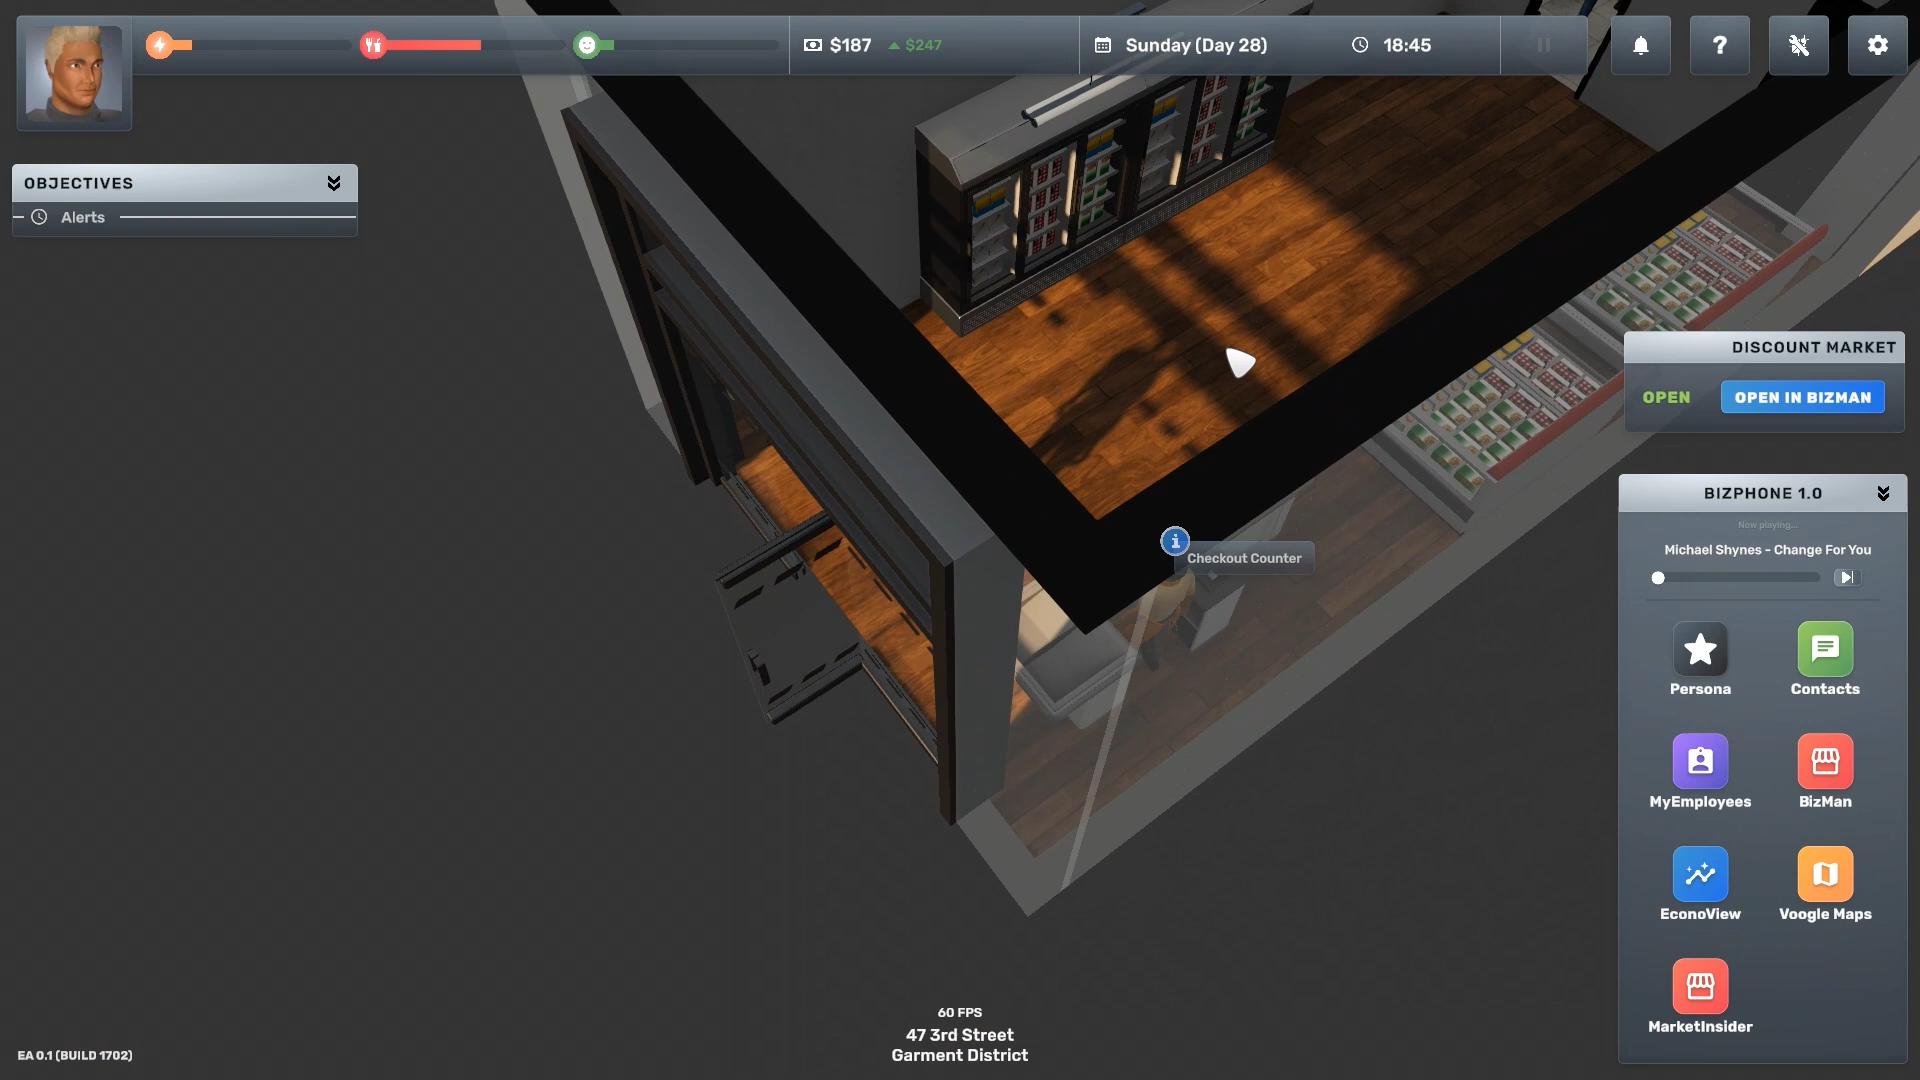 $187
$247
Sunday (Day 28)
18:45
?
OBJECTIVES
Alerts
DISCOUNT MARKET
OPEN
OPEN IN BIZMAN
BIZPHONE 1.0
Now playing...
Michael Shynes - Change For You
Checkout Counter
Persona
Contacts
MyEmployees
BizMan
EconoView
Voogle Maps
MarketInsider
60 FPS
47 3rd Street
Garment District
EA 0.1 (BUILD 1702)